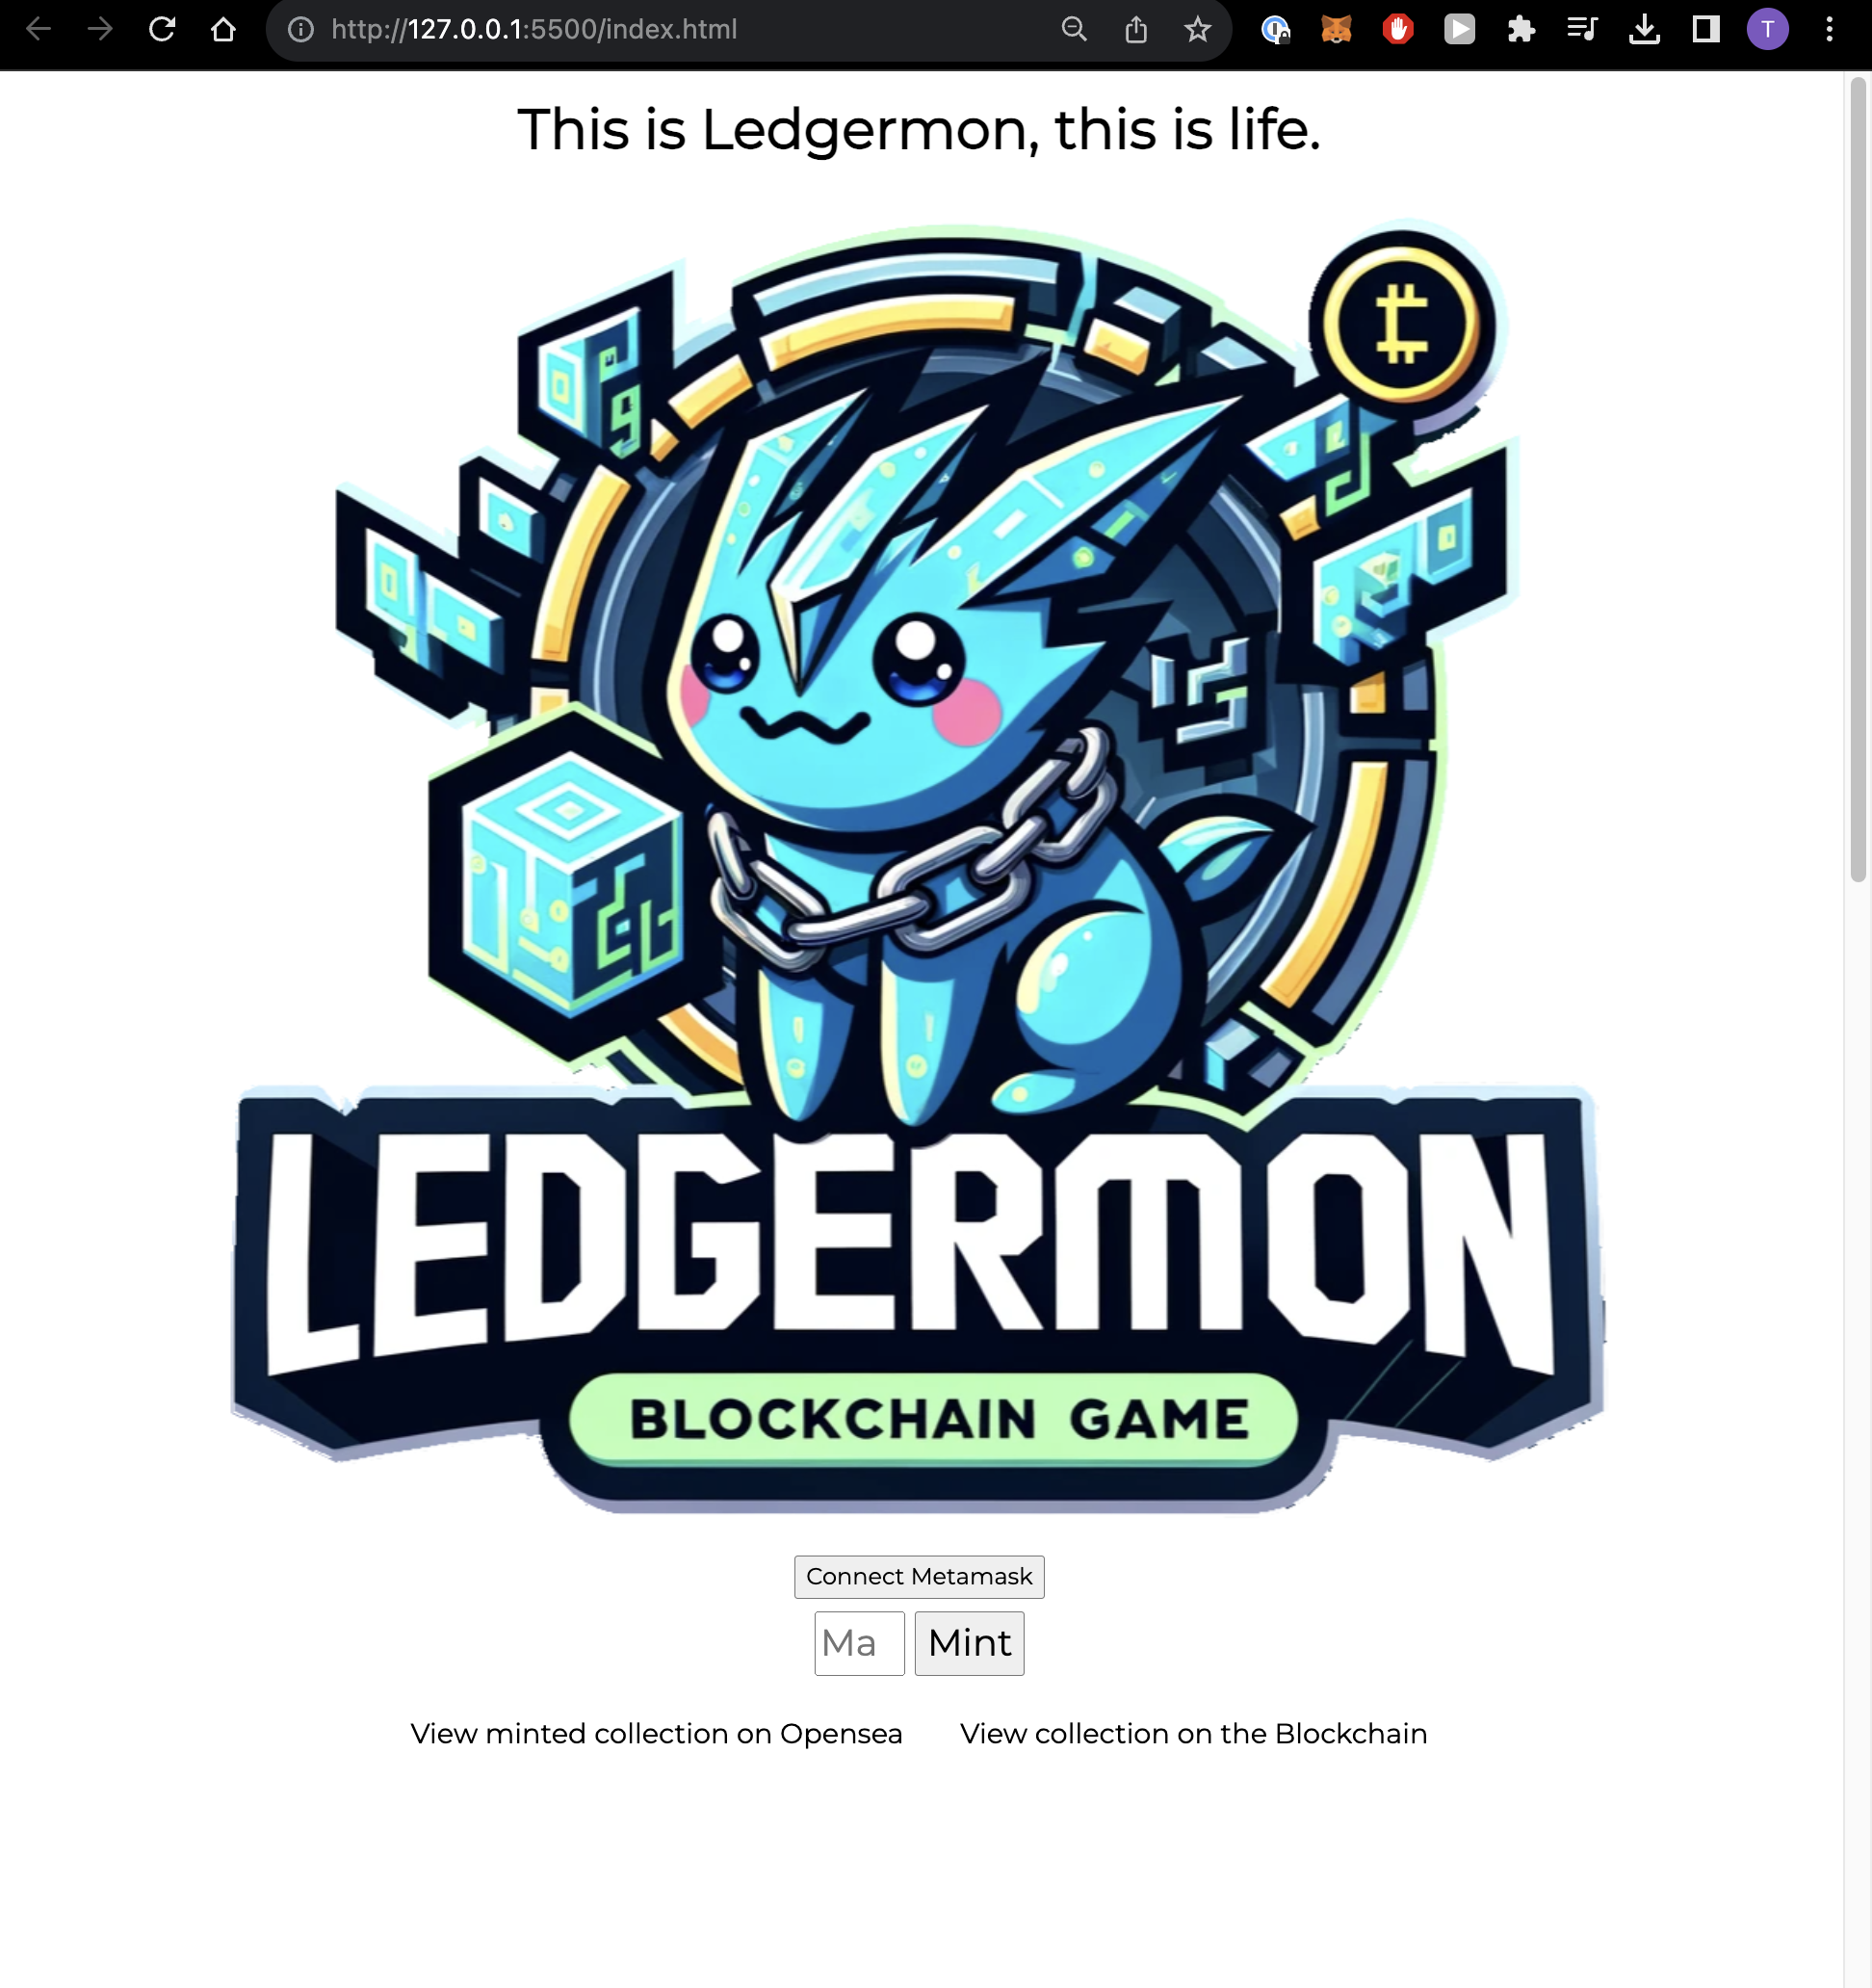 http://127.0.0.1:5500/index.html
T
This is Ledgermon, this is life.
LEDGERMON
BLOCKCHAIN GAME
Connect Metamask
Ma Mint
View minted collection on Opensea View collection on the Blockchain